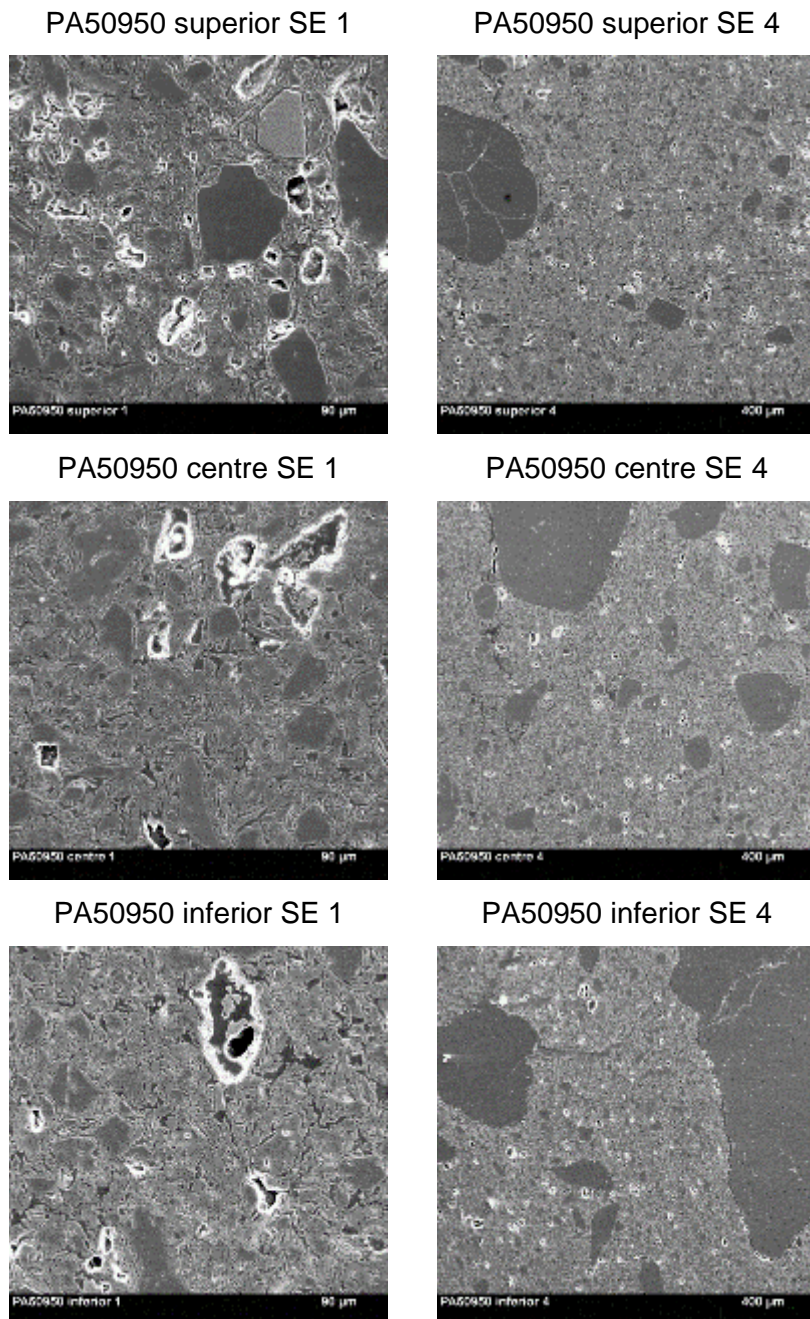 PA50950 superior SE 1
PA50950 superior SE 4
PA50950 superior 1 90 µm
PA50950 superior 4 400 µm
PA50950 centre SE 1
PA50950 centre SE 4
PA50950 centre 1 90 µm
PA50950 centre 4 400 µm
PA50950 inferior SE 1
PA50950 inferior SE 4
PA50950 inferior 1 90 µm
PA50950 inferior 4 400 µm